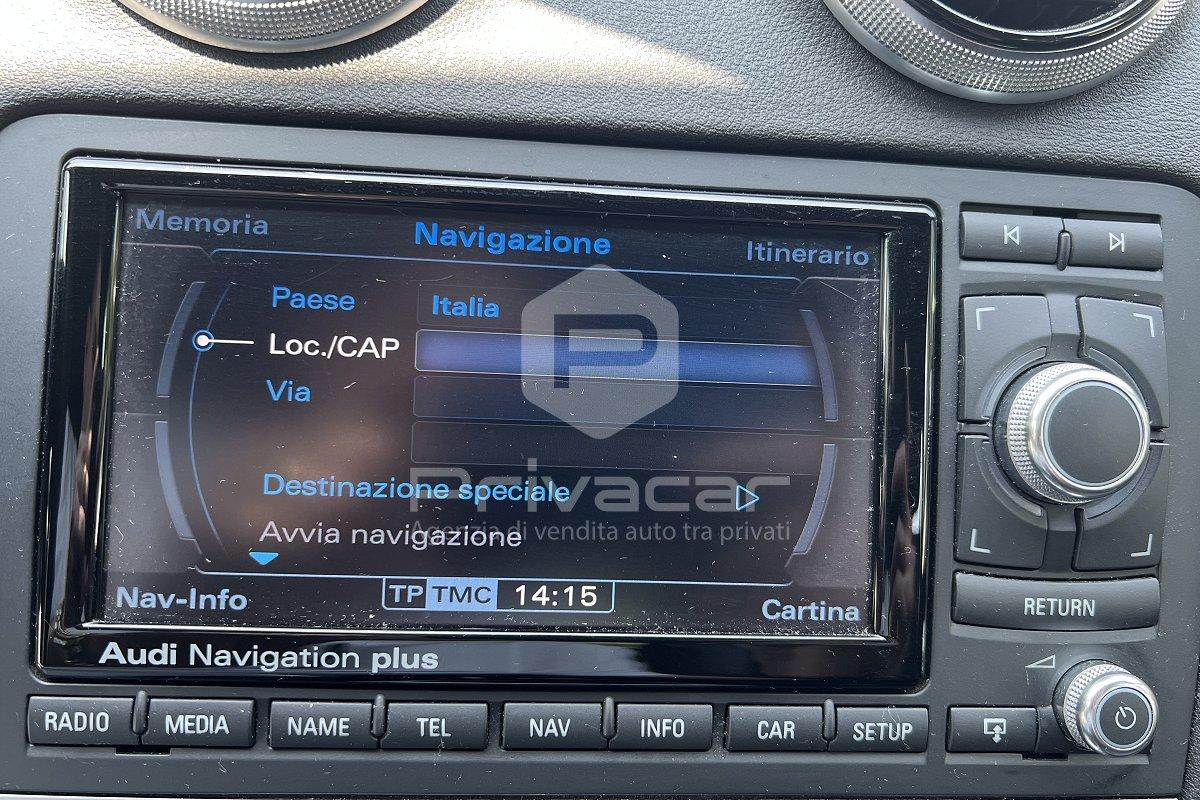 Memoria
Navigazione
Itinerario
Paese Italia
Loc./CAP
Via
Destinazione speciale
Avvia navigazione
Nav-Info
TP TMC 14:15
Cartina
Audi Navigation plus
RADIO MEDIA NAME TEL NAV INFO CAR SETUP
RETURN
P
Privacar
Agenzia di vendita auto tra privati